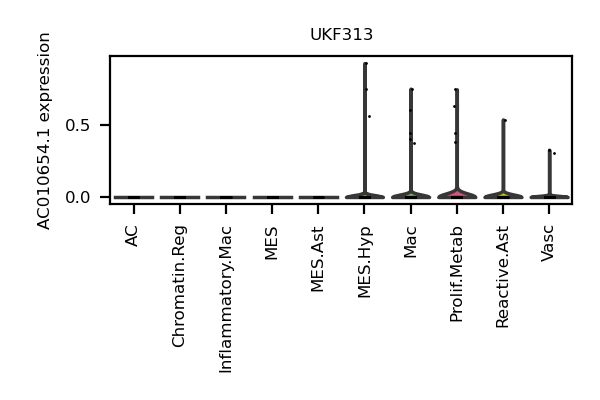 UKF313
AC010654.1 expression
0.5
0.0
AC
Chromatin.Reg
Inflammatory.Mac
MES
MES.Ast
MES.Hyp
Mac
Prolif.Metab
Reactive.Ast
Vasc